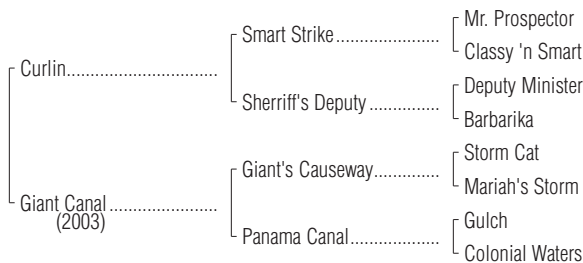 Mr. Prospector
Smart Strike......................
Classy 'n Smart
Curlin................................
Deputy Minister
Sherriff's Deputy ...............
Barbarika
Storm Cat
Giant's Causeway..............
Mariah's Storm
Giant Canal .......................
(2003)
Gulch
Panama Canal...................
Colonial Waters